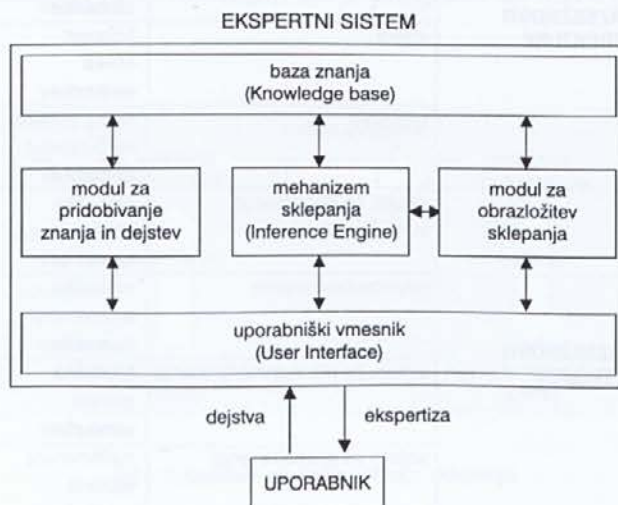 EKSPERTNI SISTEM
baza znanja
(Knowledge base)
modul za
pridobivanje
znanja in dejstev
mehanizem
sklepanja
(Inference Engine)
modul za
obrazložitev
sklepanja
uporabniški vmesnik
(User Interface)
dejstva
ekspertiza
UPORABNIK